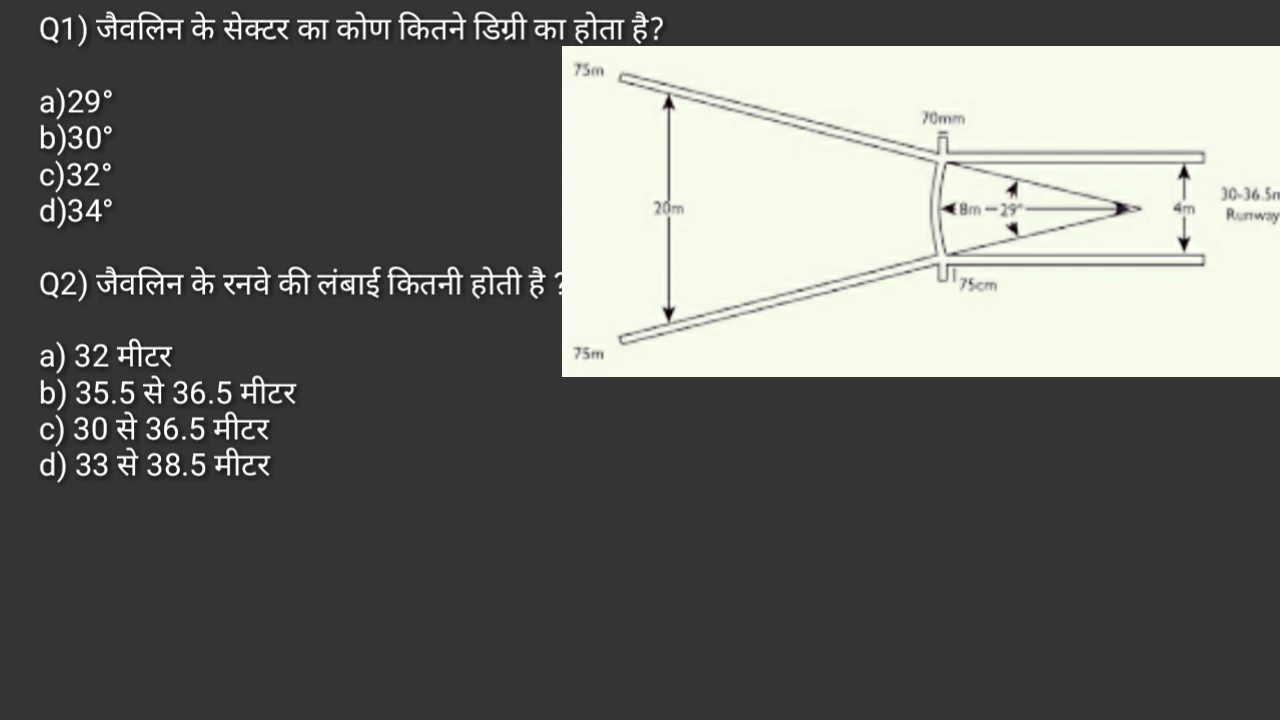 Q1) जैवलिन के सेक्टर का कोण कितने डिग्री का होता है?
a)29°
b)30°
c)32°
d)34°
Q2) जैवलिन के रनवे की लंबाई कितनी होती है ?
a) 32 मीटर
b) 35.5 से 36.5 मीटर
c) 30 से 36.5 मीटर
d) 33 से 38.5 मीटर
75m
70mm
20m
8m
29°
4m
30-36.5m
Runway
75cm
75m